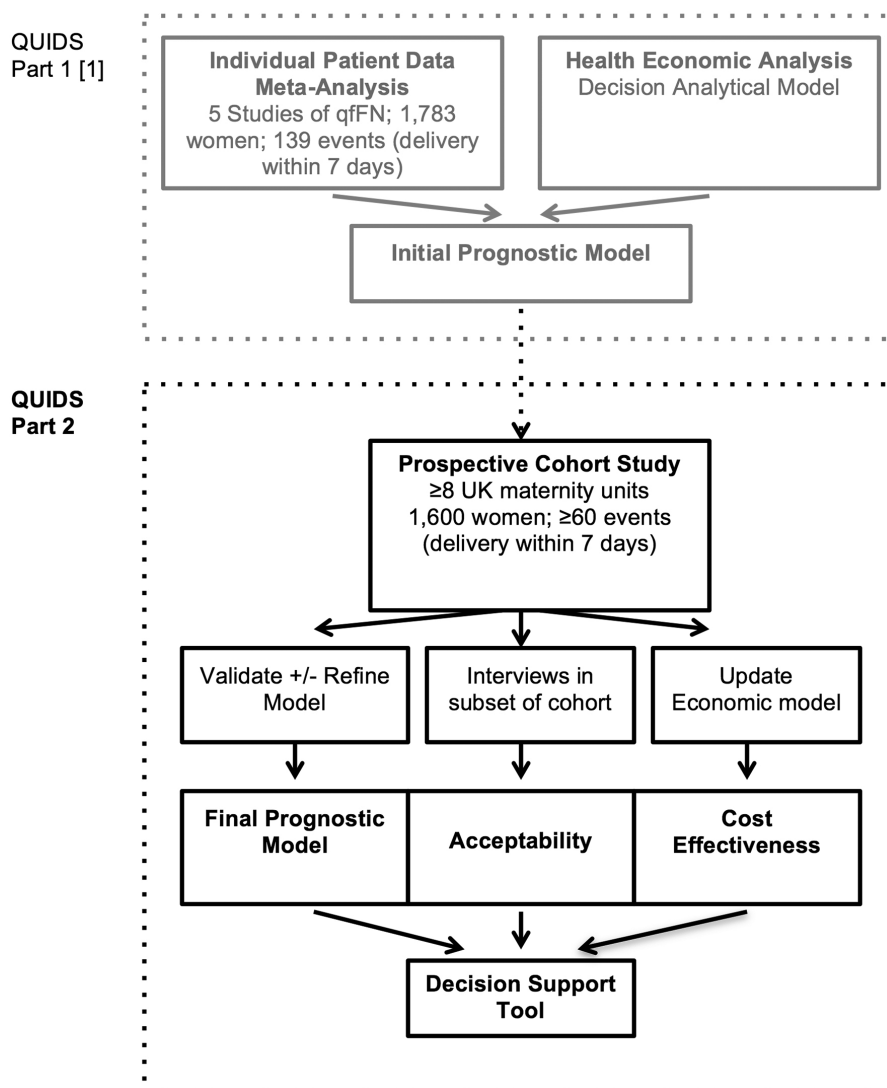 QUIDS
Part 1 [1]
Individual Patient Data
Meta-Analysis
5 Studies of qfFN; 1,783
women; 139 events (delivery
within 7 days)
Health Economic Analysis
Decision Analytical Model
Initial Prognostic Model
QUIDS
Part 2
Prospective Cohort Study
≥8 UK maternity units
1,600 women; ≥60 events
(delivery within 7 days)
Validate +/- Refine
Model
Interviews in
subset of cohort
Update
Economic model
Final Prognostic
Model
Acceptability
Cost
Effectiveness
Decision Support
Tool